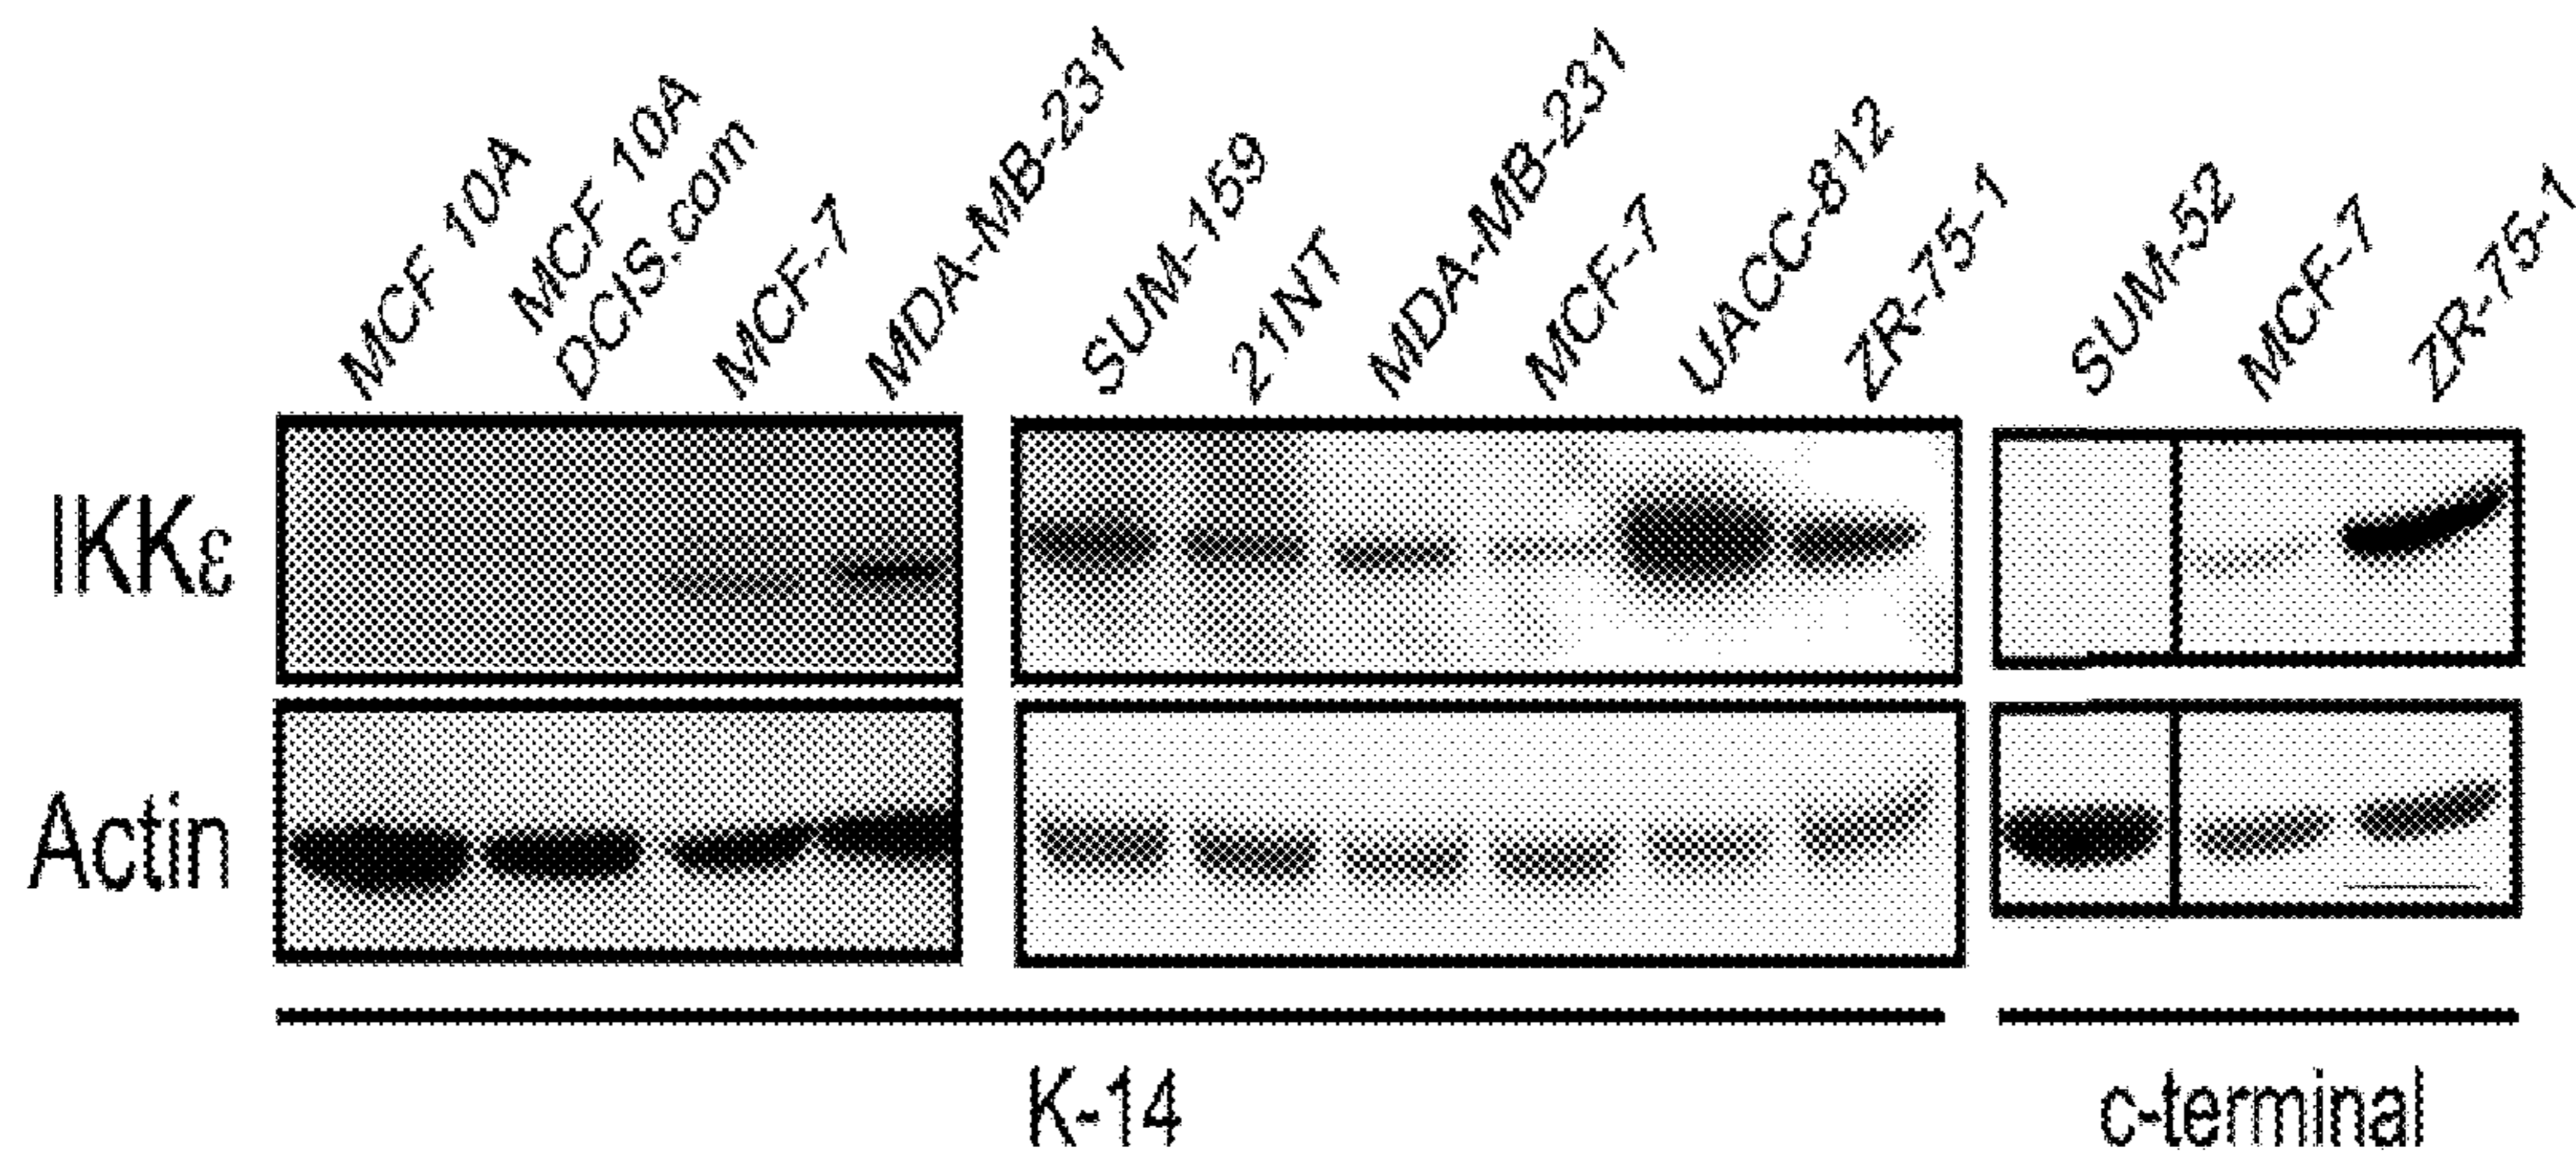 MCF 10A
MCF 10A
DCIS.com
MCF-7
MDA-MB-231
SUM-159
21NT
MDA-MB-231
MCF-7
UACC-812
ZR-75-1
SUM-52
MCF-7
ZR-75-1
IKKε
Actin
K-14
c-terminal